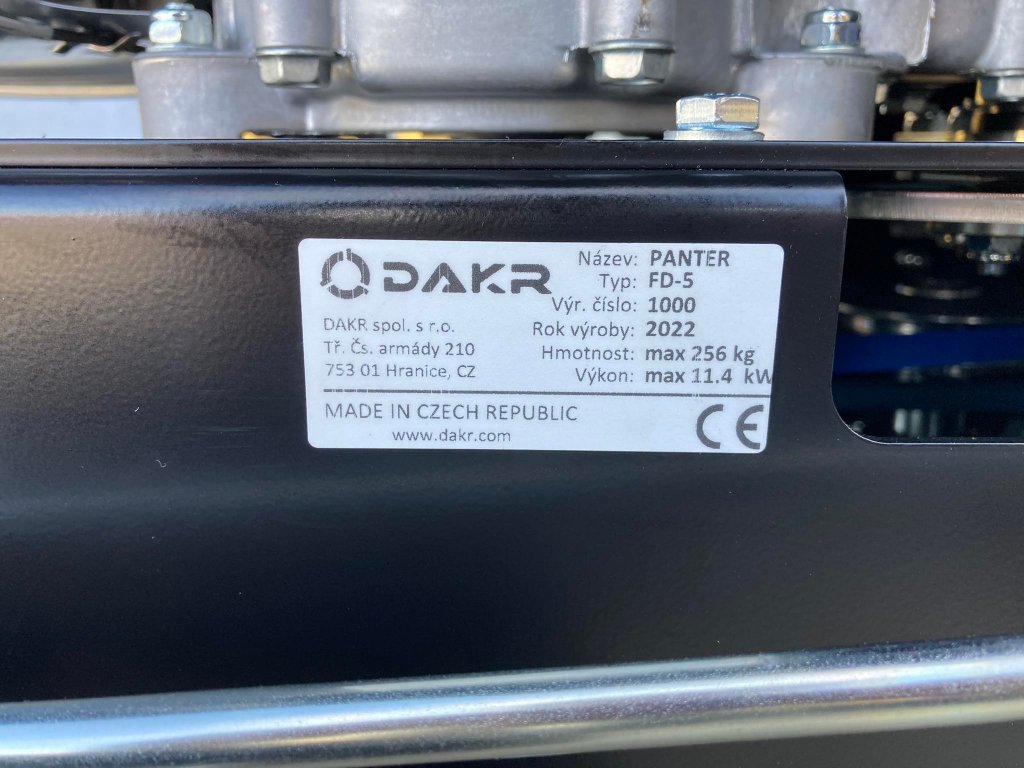 DAKR
DAKR spol. s r.o.
Tř. Čs. armády 210
753 01 Hranice, CZ
Název: PANTER
Typ: FD-5
Výr. číslo: 1000
Rok výroby: 2022
Hmotnost: max 256 kg
Výkon: max 11.4 kW
MADE IN CZECH REPUBLIC
www.dakr.com
CE